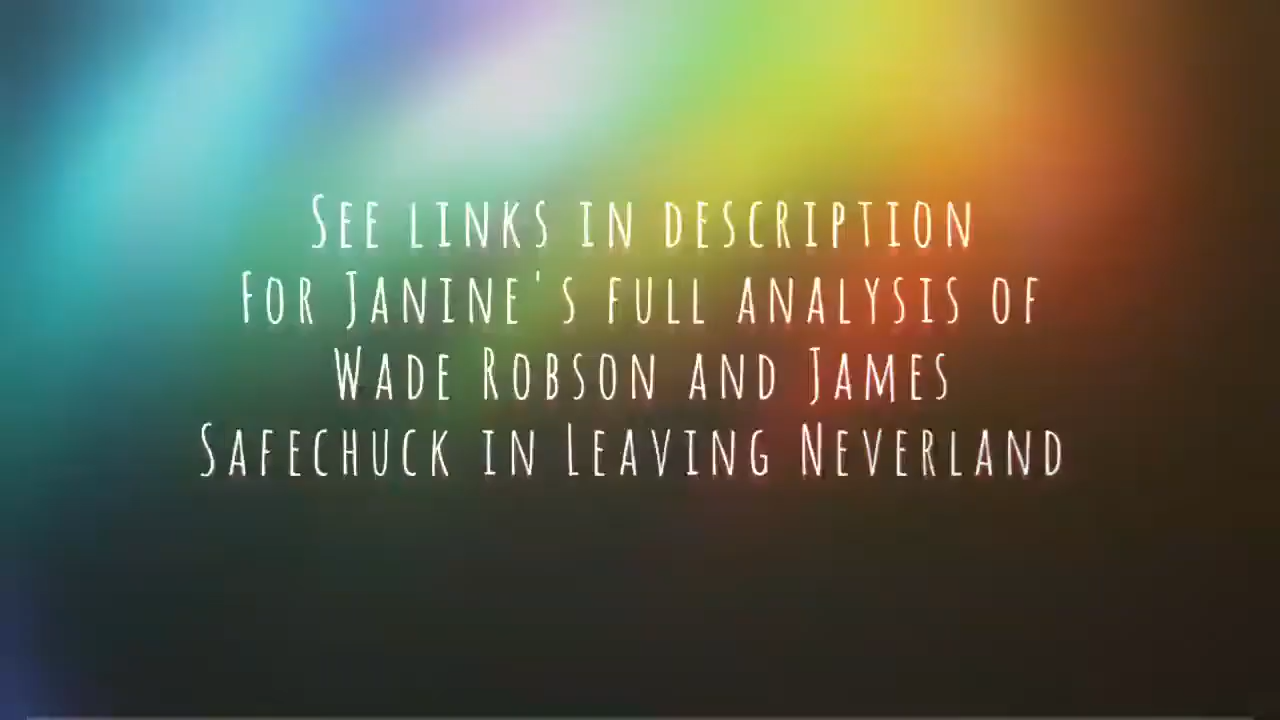 See links in description
For Janine's full analysis of
Wade Robson and James
Safechuck in Leaving Neverland